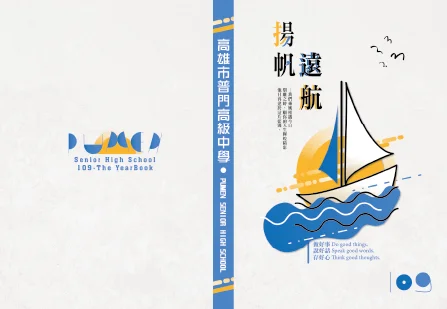 揚帆
遠航
做好事 Do good things.
說好話 Speak good words.
存好心 Think good thoughts.
109
高雄市普門高級中學 ● PUMEN SENIOR HIGH SCHOOL
PUMEN
Senior High School
109-The YearBook